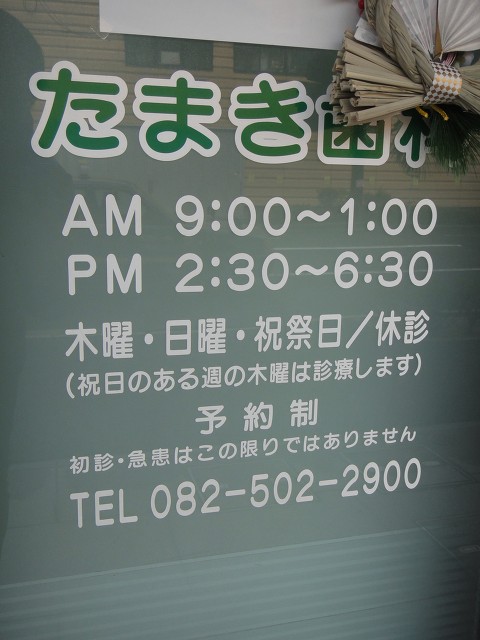 たまき歯科
AM 9:00〜1:00
PM 2:30〜6:30
木曜・日曜・祝祭日／休診
（祝日のある週の木曜は診療します）
予約制
初診・急患はこの限りではありません
TEL 082-502-2900